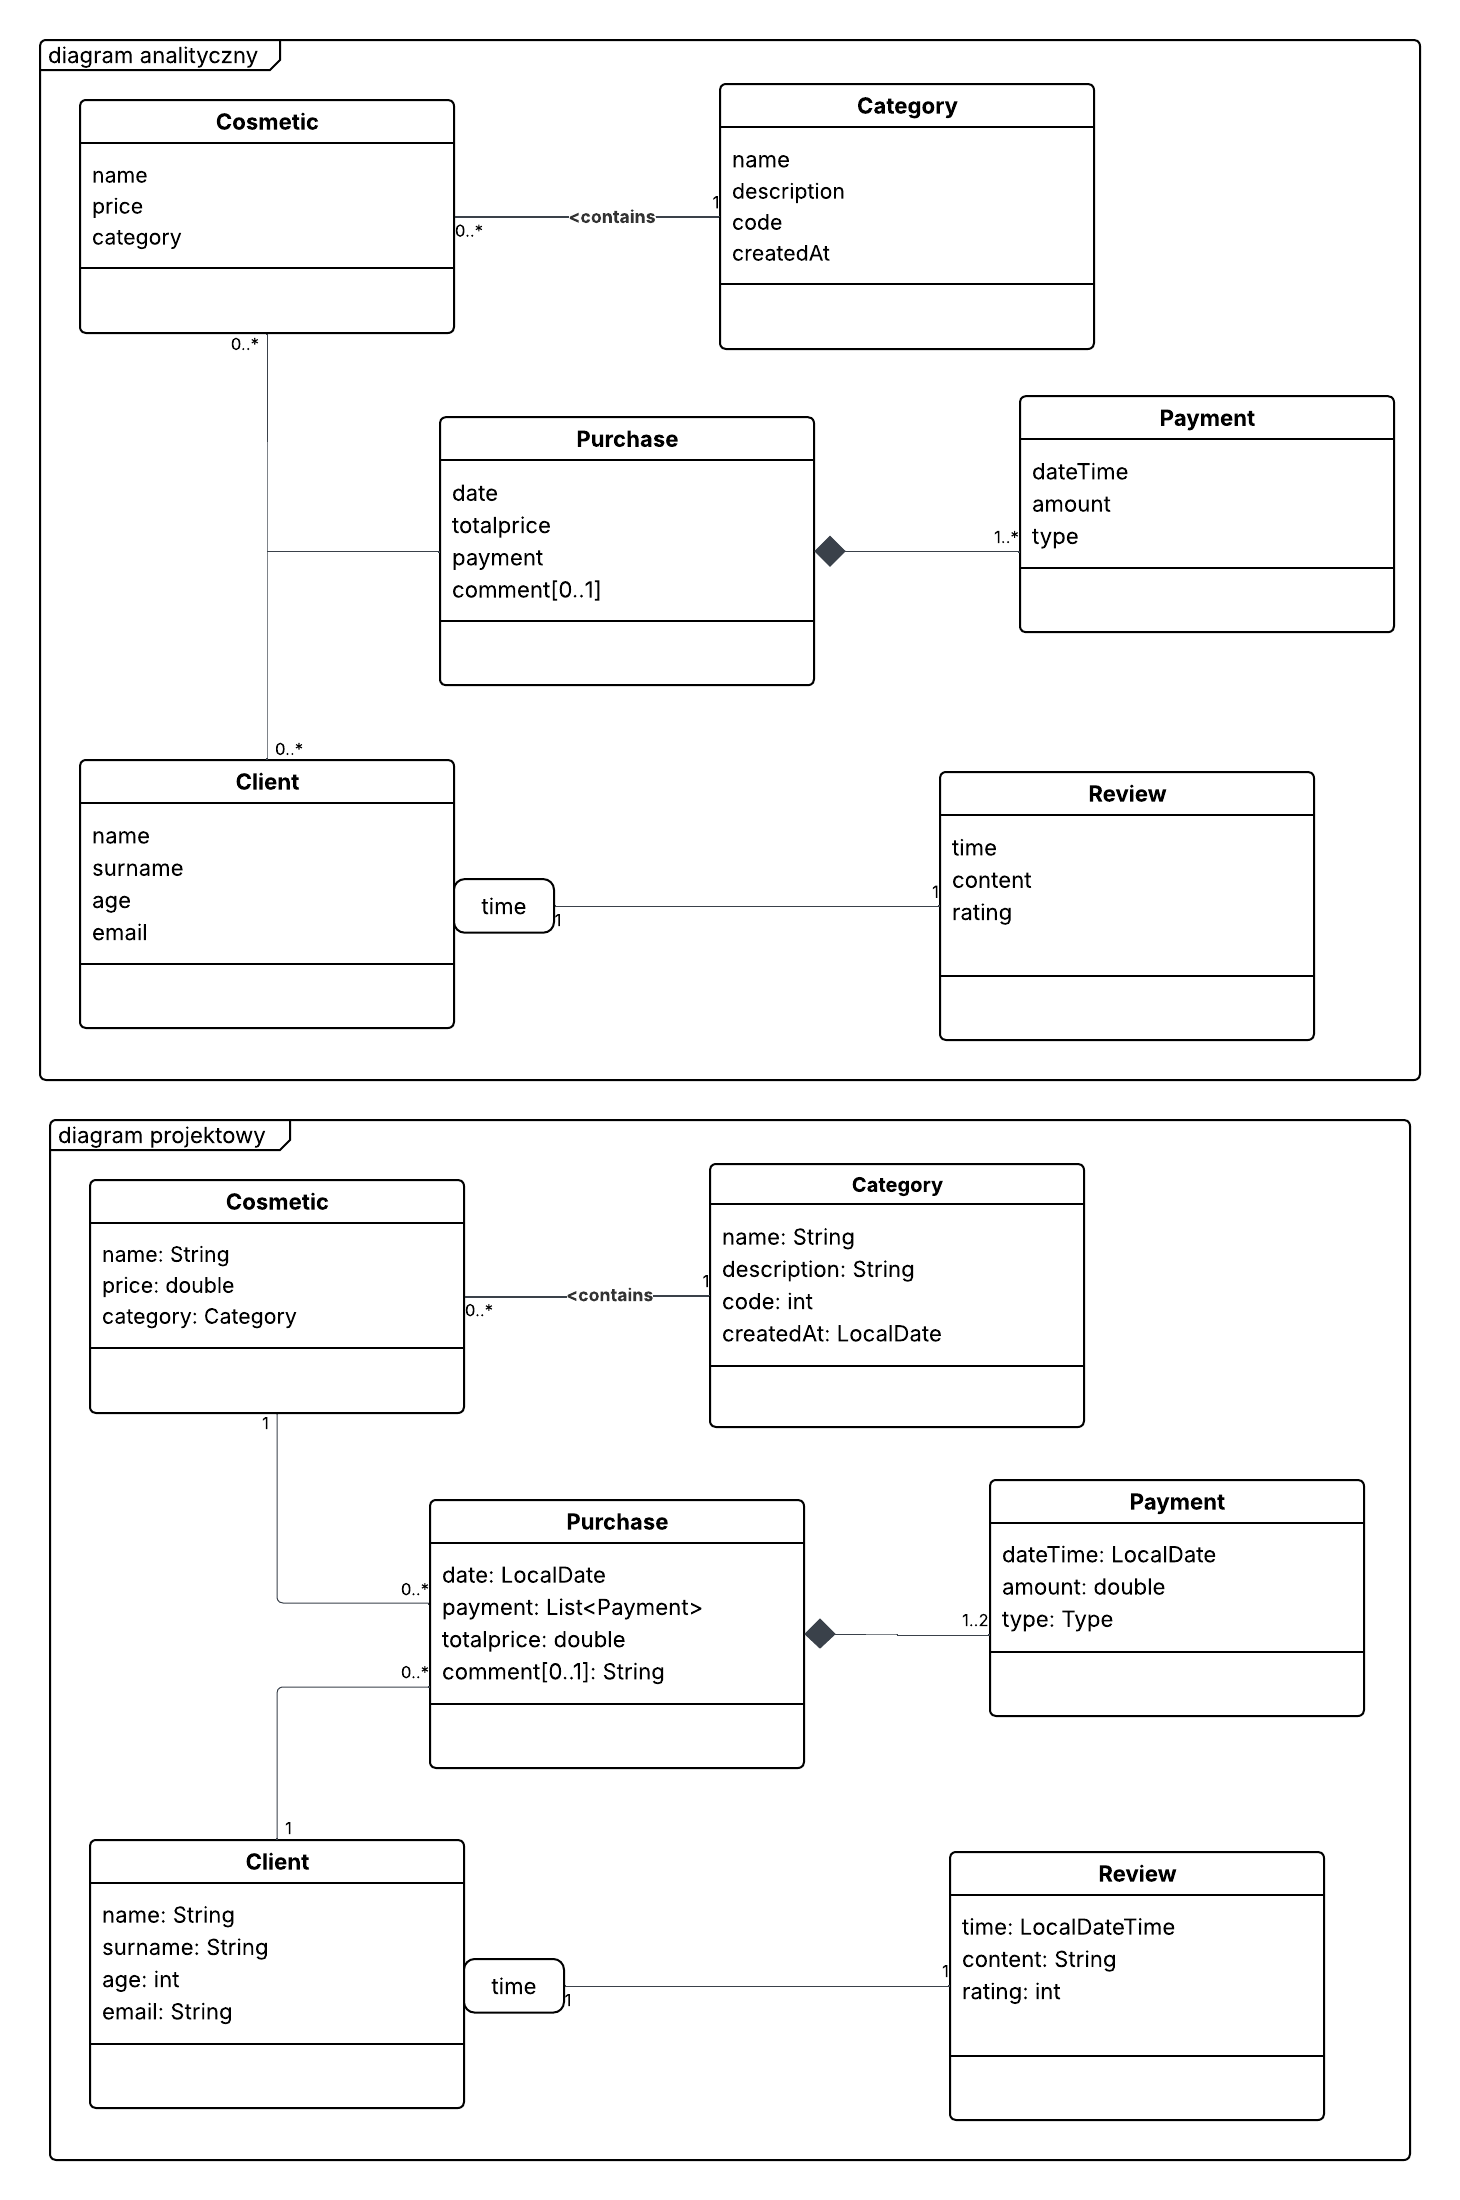 diagram analityczny
Cosmetic
name
price
category
0..*
<contains
1
Category
name
description
code
createdAt
0..*
Purchase
date
totalprice
payment
comment[0..1]
1..*
Payment
dateTime
amount
type
0..*
Client
name
surname
age
email
time
1
1
Review
time
content
rating
diagram projektowy
Cosmetic
name: String
price: double
category: Category
0..*
<contains
1
Category
name: String
description: String
code: int
createdAt: LocalDate
1
0..*
Purchase
date: LocalDate
payment: List<Payment>
totalprice: double
comment[0..1]: String
0..*
1..2
Payment
dateTime: LocalDate
amount: double
type: Type
1
Client
name: String
surname: String
age: int
email: String
time
1
1
Review
time: LocalDateTime
content: String
rating: int